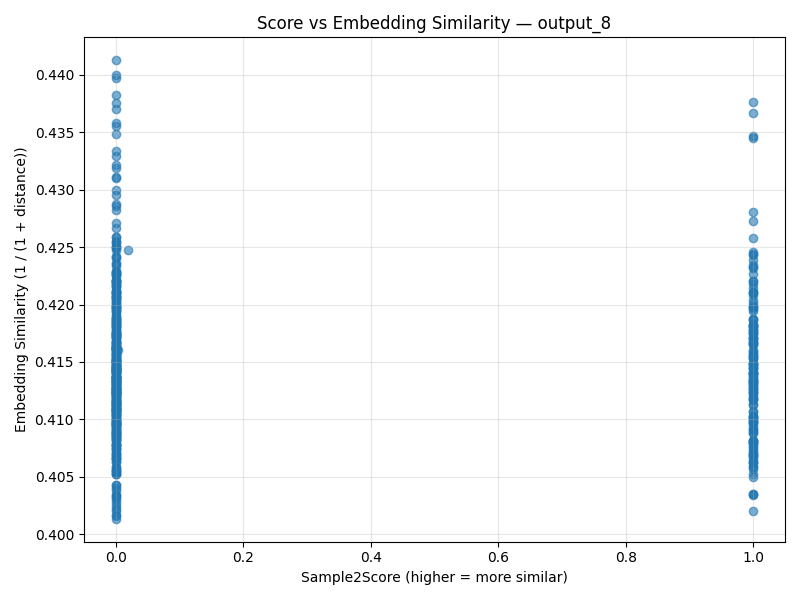 Score vs Embedding Similarity — output_8
Embedding Similarity (1 / (1 + distance))
0.440
0.435
0.430
0.425
0.420
0.415
0.410
0.405
0.400
0.0 0.2 0.4 0.6 0.8 1.0
Sample2Score (higher = more similar)